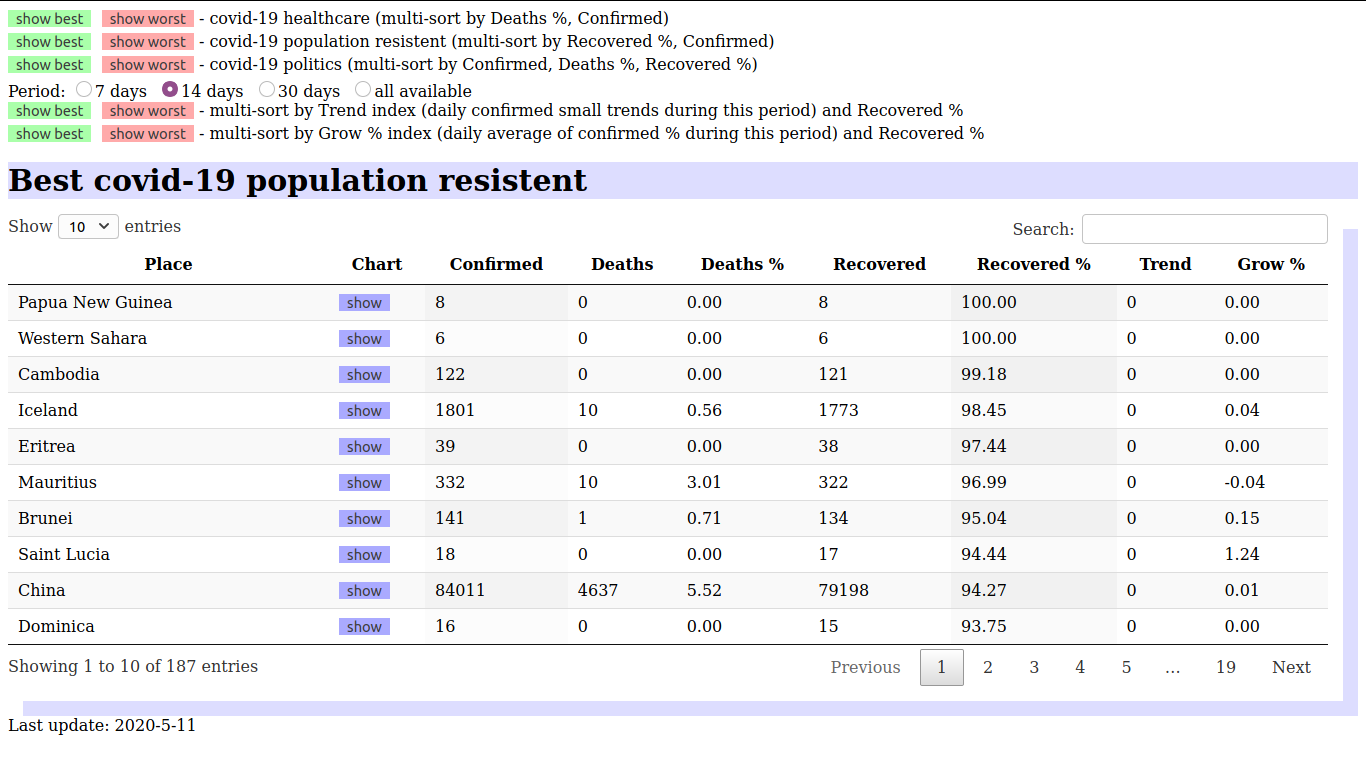 show best show worst - covid-19 healthcare (multi-sort by Deaths %, Confirmed)
show best show worst - covid-19 population resistent (multi-sort by Recovered %, Confirmed)
show best show worst - covid-19 politics (multi-sort by Confirmed, Deaths %, Recovered %)
Period: 7 days 14 days 30 days all available
show best show worst - multi-sort by Trend index (daily confirmed small trends during this period) and Recovered %
show best show worst - multi-sort by Grow % index (daily average of confirmed % during this period) and Recovered %
Best covid-19 population resistent
Show 10 entries Search:
Place Chart Confirmed Deaths Deaths % Recovered Recovered % Trend Grow %
Papua New Guinea show 8 0 0.00 8 100.00 0 0.00
Western Sahara show 6 0 0.00 6 100.00 0 0.00
Cambodia show 122 0 0.00 121 99.18 0 0.00
Iceland show 1801 10 0.56 1773 98.45 0 0.04
Eritrea show 39 0 0.00 38 97.44 0 0.00
Mauritius show 332 10 3.01 322 96.99 0 -0.04
Brunei show 141 1 0.71 134 95.04 0 0.15
Saint Lucia show 18 0 0.00 17 94.44 0 1.24
China show 84011 4637 5.52 79198 94.27 0 0.01
Dominica show 16 0 0.00 15 93.75 0 0.00
Showing 1 to 10 of 187 entries Previous 1 2 3 4 5 … 19 Next
Last update: 2020-5-11